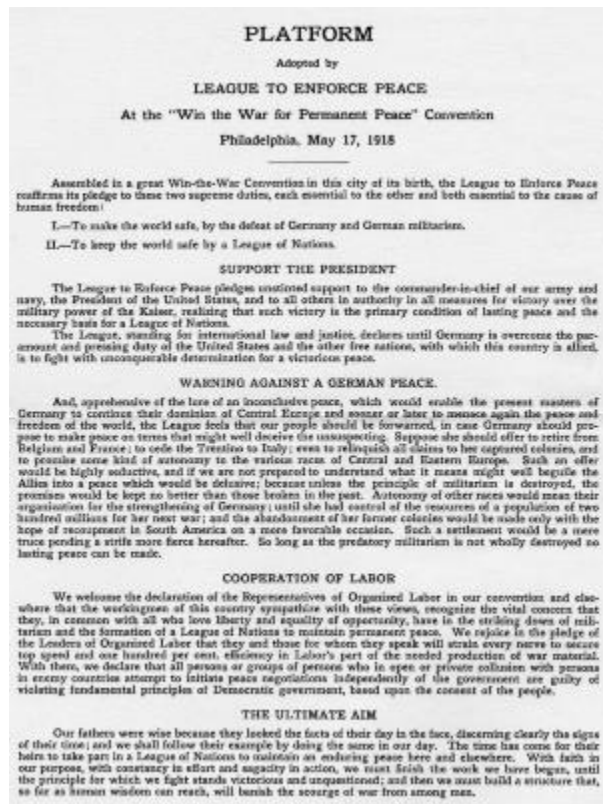 PLATFORM
Adopted by
LEAGUE TO ENFORCE PEACE
At the "Win the War for Permanent Peace" Convention
Philadelphia, May 17, 1918
Assembled in a great Win-the-War Convention in this city of its birth, the League to Enforce Peace
reaffirms its pledge to these two supreme duties, each essential to the other and both essential to the cause of
human freedom:
I.—To make the world safe, by the defeat of Germany and German militarism.
II.—To keep the world safe by a League of Nations.
SUPPORT THE PRESIDENT
The League to Enforce Peace pledges unstinted support to the commander-in-chief of our army and
navy, the President of the United States, and to all others in authority in all measures for victory over the
military power of the Kaiser, realizing that such victory is the primary condition of lasting peace and the
necessary basis for a League of Nations.
The League, standing for international law and justice, declares until Germany is overcome the par-
amount and pressing duty of the United States and the other free nations, with which this country is allied,
is to fight with unconquerable determination for a victorious peace.
WARNING AGAINST A GERMAN PEACE.
And, apprehensive of the lure of an inconclusive peace, which would enable the present masters of
Germany to continue their dominion of Central Europe and sooner or later to menace again the peace and
freedom of the world, the League feels that our people should be forewarned, in case Germany should pro-
pose to make peace on terms that might well deceive the unsuspecting. Suppose she should offer to retire from
Belgium and France; to cede the Trentino to Italy; even to relinquish all claims to her captured colonies, and
to promise some kind of autonomy to the various races of Central and Eastern Europe. Such an offer
would be highly seductive, and if we are not prepared to understand what it means might well beguile the
Allies into a peace which would be delusive; because unless the principle of militarism is destroyed, the
promises would be kept no better than those broken in the past. Autonomy of other races would mean their
organization for the strengthening of Germany; until she had control of the resources of a population of two
hundred millions for her next war; and the abandonment of her former colonies would be made only with the
hope of recoupment in South America on a more favorable occasion. Such a settlement would be a mere
truce pending a strife more fierce hereafter. So long as the predatory militarism is not wholly destroyed no
lasting peace can be made.
COOPERATION OF LABOR
We welcome the declaration of the Representatives of Organized Labor in our convention and else-
where that the workingmen of this country sympathize with these views, recognize the vital concern that
they, in common with all who love liberty and equality of opportunity, have in the striking down of mili-
tarism and the formation of a League of Nations to maintain permanent peace. We rejoice in the pledge of
the Leaders of Organized Labor that they and those for whom they speak will strain every nerve to secure
top speed and one hundred per cent. efficiency in Labor's part of the needed production of war material.
With them, we declare that all persons or groups of persons who in open or private collusion with persons
in enemy countries attempt to initiate peace negotiations independently of the government are guilty of
violating fundamental principles of Democratic government, based upon the consent of the people.
THE ULTIMATE AIM
Our fathers were wise because they looked the facts of their day in the face, discerning clearly the signs
of their time; and we shall follow their example by doing the same in our day. The time has come for their
heirs to take part in a League of Nations to maintain an enduring peace here and elsewhere. With faith in
our purpose, with constancy in effort and sagacity in action, we must finish the work we have begun, until
the principle for which we fight stands victorious and unquestioned; and then we must build a structure that,
so far as human wisdom can reach, will banish the scourge of war from among men.